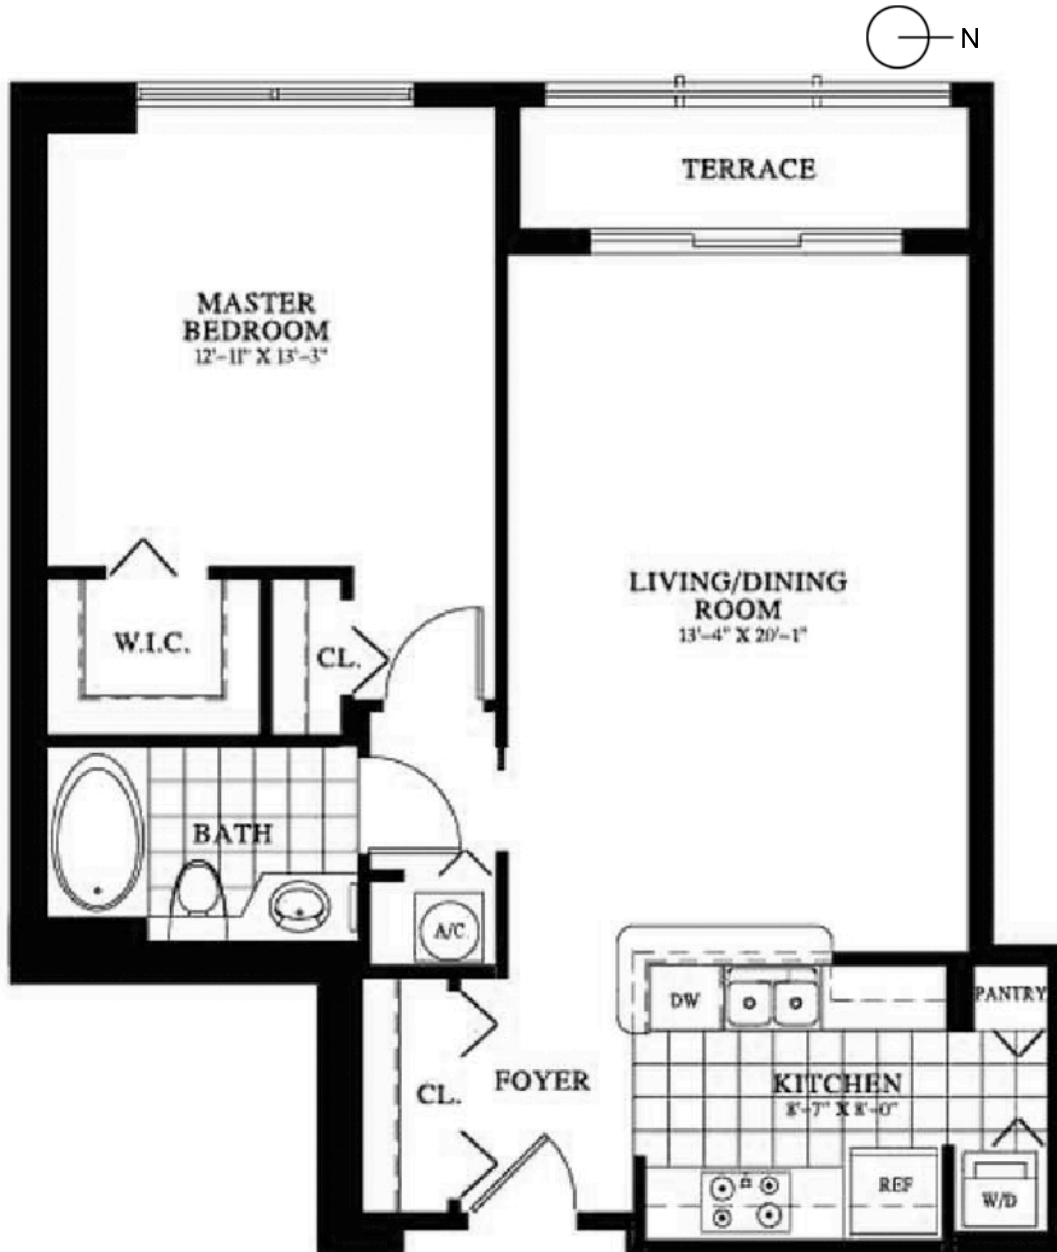 N
TERRACE
MASTER
BEDROOM
12'-11" X 13'-3"
LIVING/DINING
ROOM
13'-4" X 20'-1"
W.I.C.
CL.
BATH
A/C
DW
PANTRY
CL.
FOYER
KITCHEN
8'-7" X 8'-0"
REF
W/D